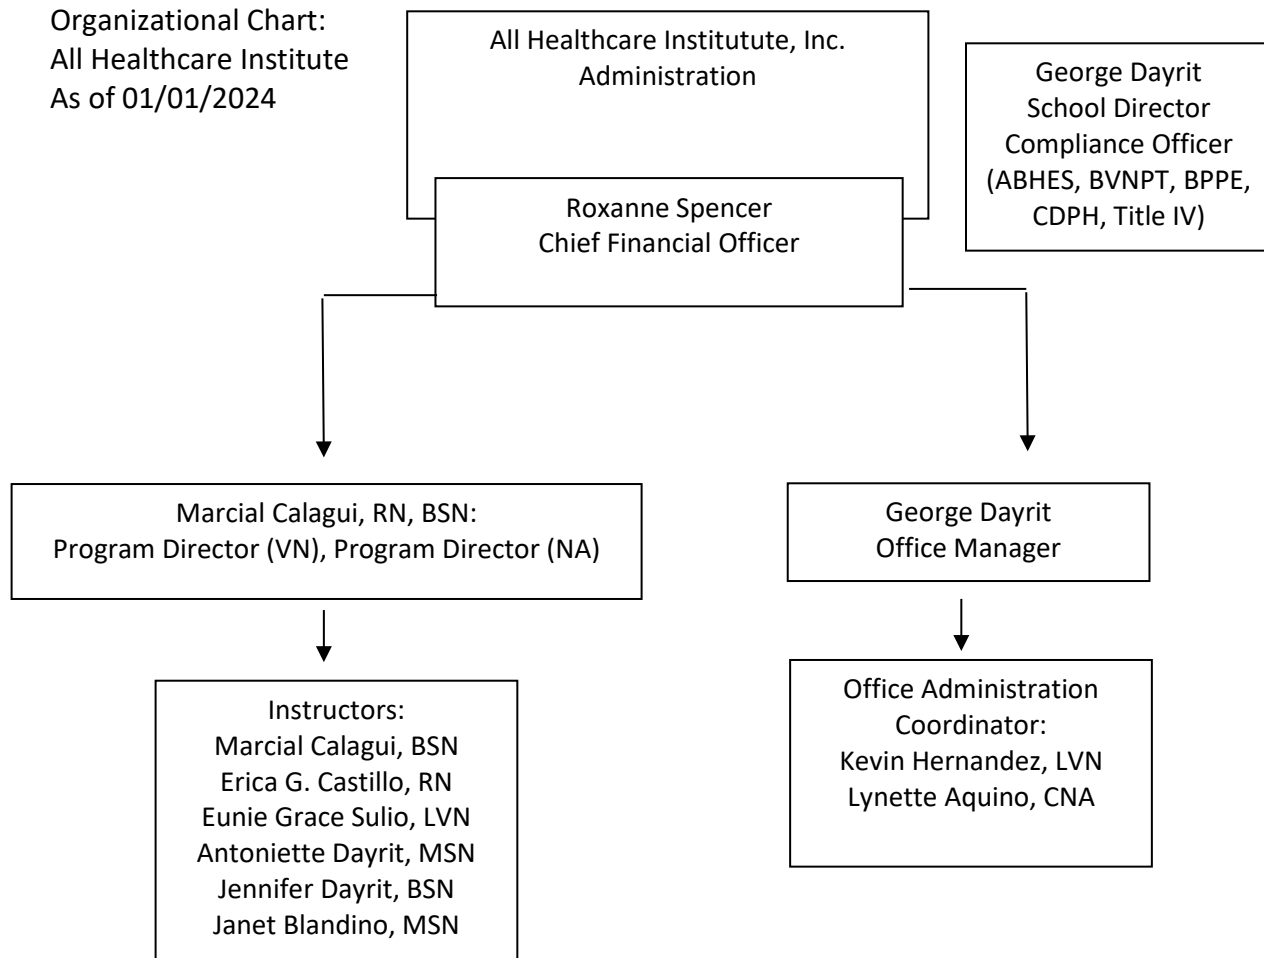 Organizational Chart:
All Healthcare Institute
As of 01/01/2024
All Healthcare Institutute, Inc.
Administration
George Dayrit
School Director
Compliance Officer
(ABHES, BVNPT, BPPE,
CDPH, Title IV)
Roxanne Spencer
Chief Financial Officer
Marcial Calagui, RN, BSN:
Program Director (VN), Program Director (NA)
George Dayrit
Office Manager
Instructors:
Marcial Calagui, BSN
Erica G. Castillo, RN
Eunie Grace Sulio, LVN
Antoniette Dayrit, MSN
Jennifer Dayrit, BSN
Janet Blandino, MSN
Office Administration
Coordinator:
Kevin Hernandez, LVN
Lynette Aquino, CNA